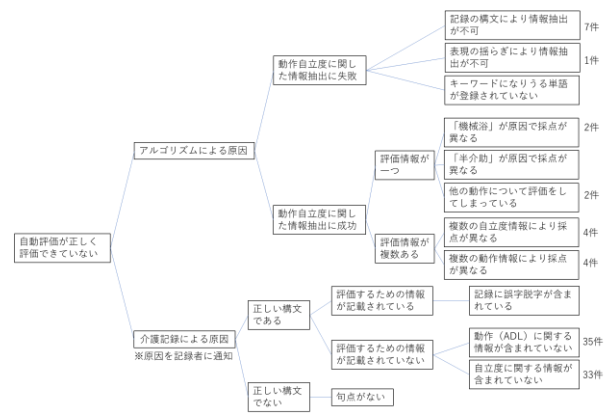 記録の構文により情報抽出
が不可
7件
表現の揺らぎにより情報抽
出が不可
1件
動作自立度に関し
た情報抽出に失敗
キーワードになりうる単語
が登録されていない
「機械浴」が原因で採点が
異なる
2件
アルゴリズムによる原因
評価情報が
一つ
「半介助」が原因で採点が
異なる
他の動作について評価をし
てしまっている
2件
動作自立度に関し
た情報抽出に成功
複数の自立度情報により採
点が異なる
4件
評価情報が
複数ある
複数の動作情報により採点
が異なる
4件
自動評価が正しく
評価できていない
評価するための情報
が記載されている
記録に誤字脱字が含ま
れている
正しい構文
である
介護記録による原因
※原因を記録者に通知
評価するための情報
が記載されていない
動作（ADL）に関する
情報が含まれていない
35件
自立度に関する情報が
含まれていない
33件
正しい構文
でない
句点がない